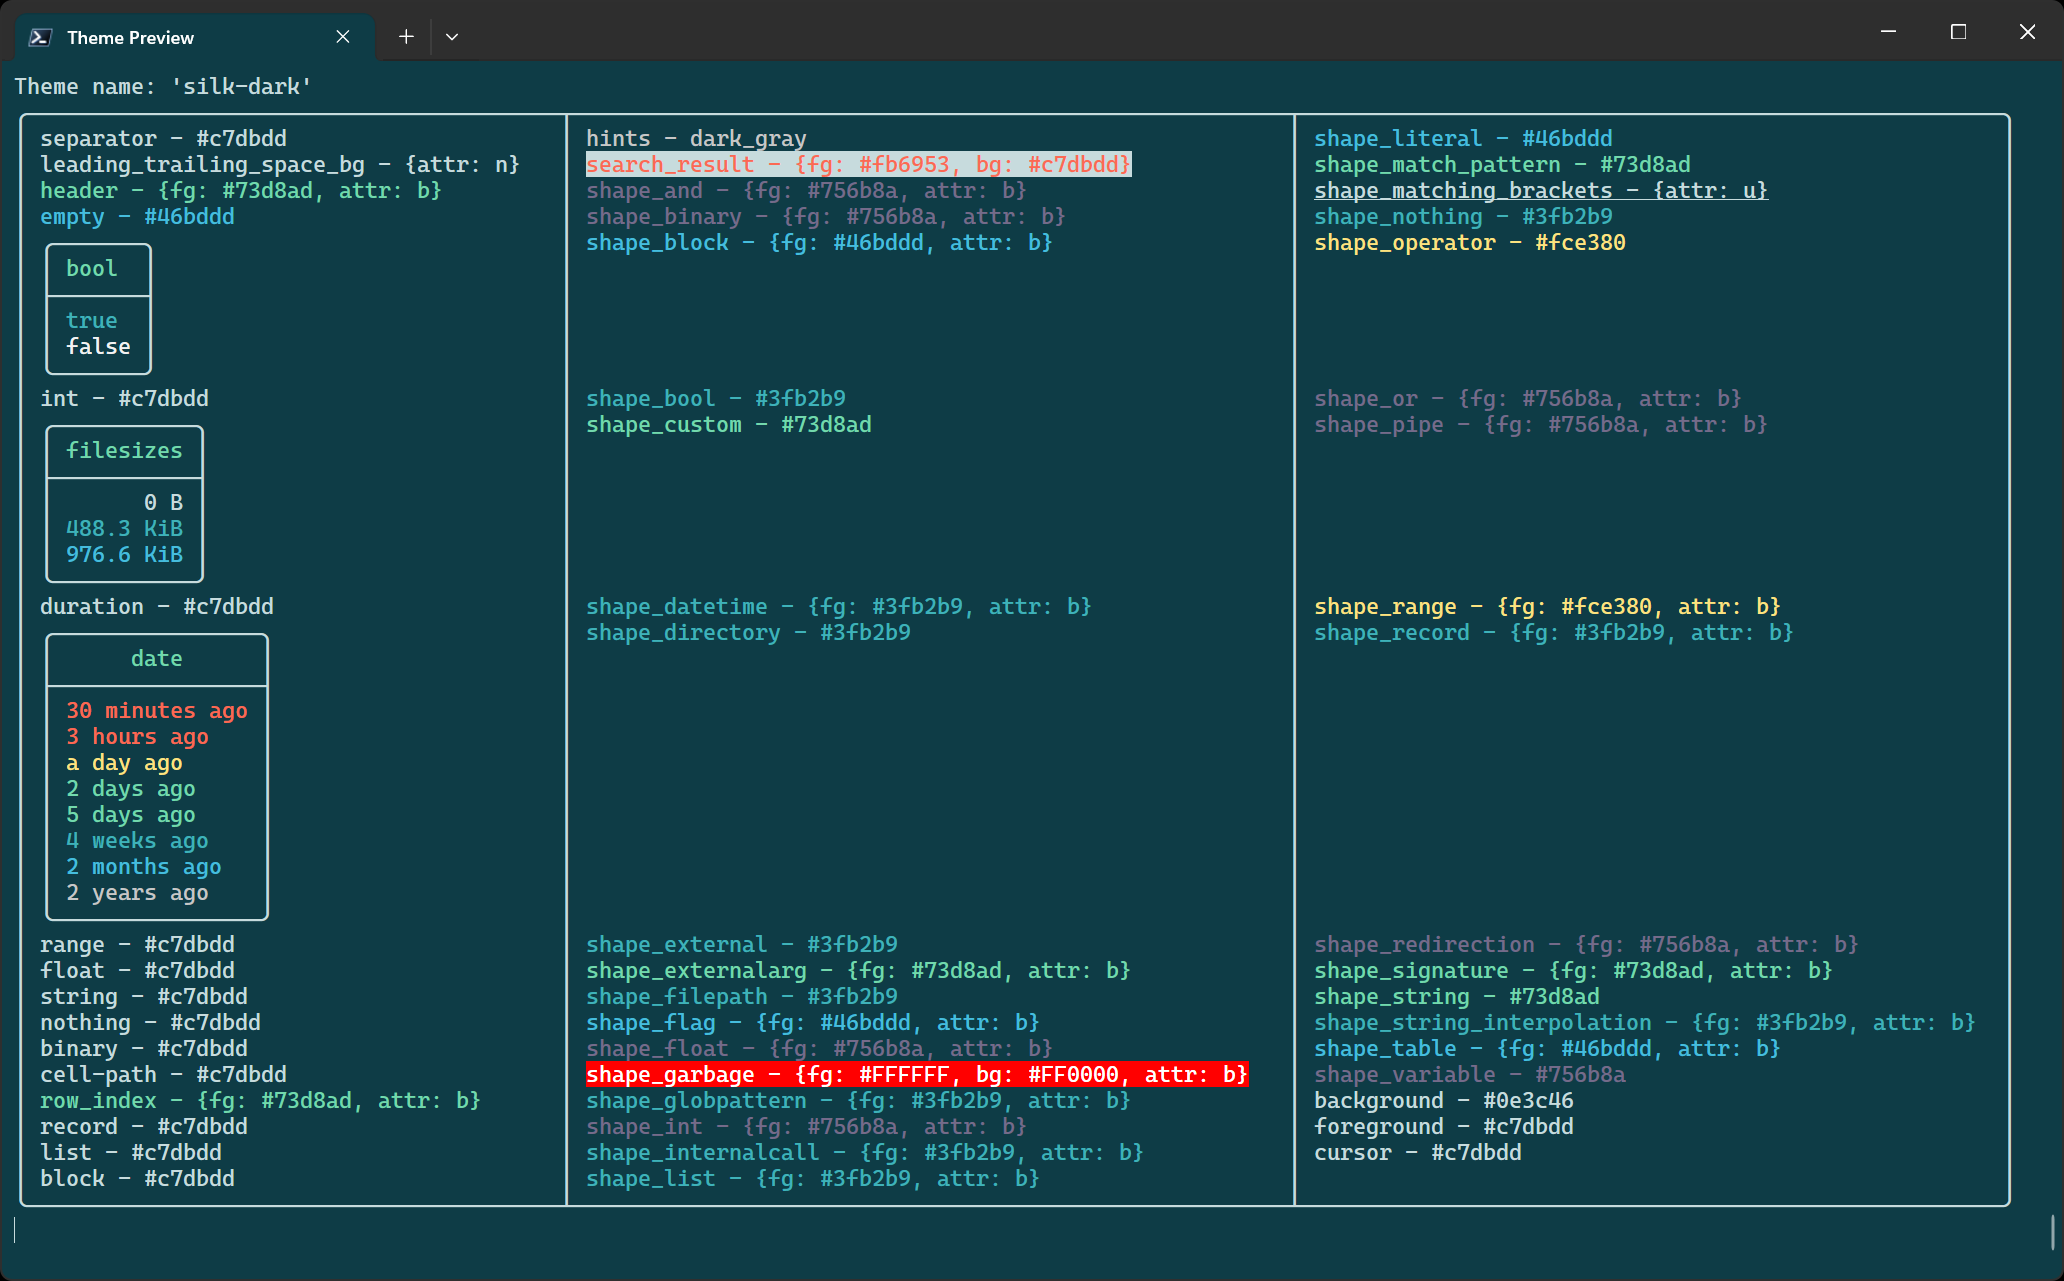 Theme Preview
Theme name: 'silk-dark'
separator - #c7dbdd
leading_trailing_space_bg - {attr: n}
header - {fg: #73d8ad, attr: b}
empty - #46bddd
bool
true
false
int - #c7dbdd
filesizes
0 B
488.3 KiB
976.6 KiB
duration - #c7dbdd
date
30 minutes ago
3 hours ago
a day ago
2 days ago
5 days ago
4 weeks ago
2 months ago
2 years ago
range - #c7dbdd
float - #c7dbdd
string - #c7dbdd
nothing - #c7dbdd
binary - #c7dbdd
cell-path - #c7dbdd
row_index - {fg: #73d8ad, attr: b}
record - #c7dbdd
list - #c7dbdd
block - #c7dbdd
hints - dark_gray
search_result - {fg: #fb6953, bg: #c7dbdd}
shape_and - {fg: #756b8a, attr: b}
shape_binary - {fg: #756b8a, attr: b}
shape_block - {fg: #46bddd, attr: b}
shape_bool - #3fb2b9
shape_custom - #73d8ad
shape_datetime - {fg: #3fb2b9, attr: b}
shape_directory - #3fb2b9
shape_external - #3fb2b9
shape_externalarg - {fg: #73d8ad, attr: b}
shape_filepath - #3fb2b9
shape_flag - {fg: #46bddd, attr: b}
shape_float - {fg: #756b8a, attr: b}
shape_garbage - {fg: #FFFFFF, bg: #FF0000, attr: b}
shape_globpattern - {fg: #3fb2b9, attr: b}
shape_int - {fg: #756b8a, attr: b}
shape_internalcall - {fg: #3fb2b9, attr: b}
shape_list - {fg: #3fb2b9, attr: b}
shape_literal - #46bddd
shape_match_pattern - #73d8ad
shape_matching_brackets - {attr: u}
shape_nothing - #3fb2b9
shape_operator - #fce380
shape_or - {fg: #756b8a, attr: b}
shape_pipe - {fg: #756b8a, attr: b}
shape_range - {fg: #fce380, attr: b}
shape_record - {fg: #3fb2b9, attr: b}
shape_redirection - {fg: #756b8a, attr: b}
shape_signature - {fg: #73d8ad, attr: b}
shape_string - #73d8ad
shape_string_interpolation - {fg: #3fb2b9, attr: b}
shape_table - {fg: #46bddd, attr: b}
shape_variable - #756b8a
background - #0e3c46
foreground - #c7dbdd
cursor - #c7dbdd